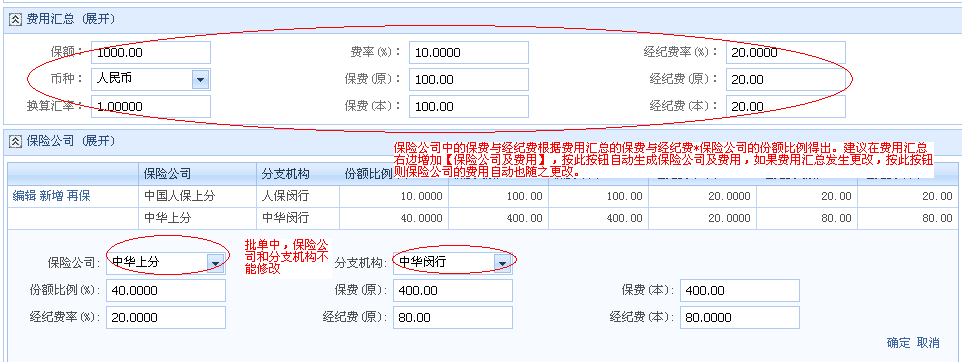 费用汇总 (展开)
保额： 1000.00 费率(%)： 10.0000 经纪费率(%)： 20.0000
币种： 人民币 保费(原)： 100.00 经纪费(原)： 20.00
换算汇率： 1.00000 保费(本)： 100.00 经纪费(本)： 20.00
保险公司 (展开)
保险公司中的保费与经纪费根据费用汇总的保费与经纪费*保险公司的份额比例得出。建议在费用汇总
右边增加【保险公司及费用】，按此按钮自动生成保险公司及费用，如果费用汇总发生更改，按此按钮
则保险公司的费用自动也随之更改。
保险公司 分支机构 份额比例
编辑 新增 再保 中国人保上分 人保闵行 10.0000 100.00 100.00 20.0000 20.00 20.00
中华上分 中华闵行 40.0000 400.00 400.00 20.0000 80.00 80.00
批单中，保险公
司和分支机构不
能修改
保险公司: 中华上分 分支机构: 中华闵行
份额比例(%): 40.0000 保费(原): 400.00 保费(本): 400.00
经纪费率(%): 20.0000 经纪费(原): 80.00 经纪费(本): 80.0000
确定 取消